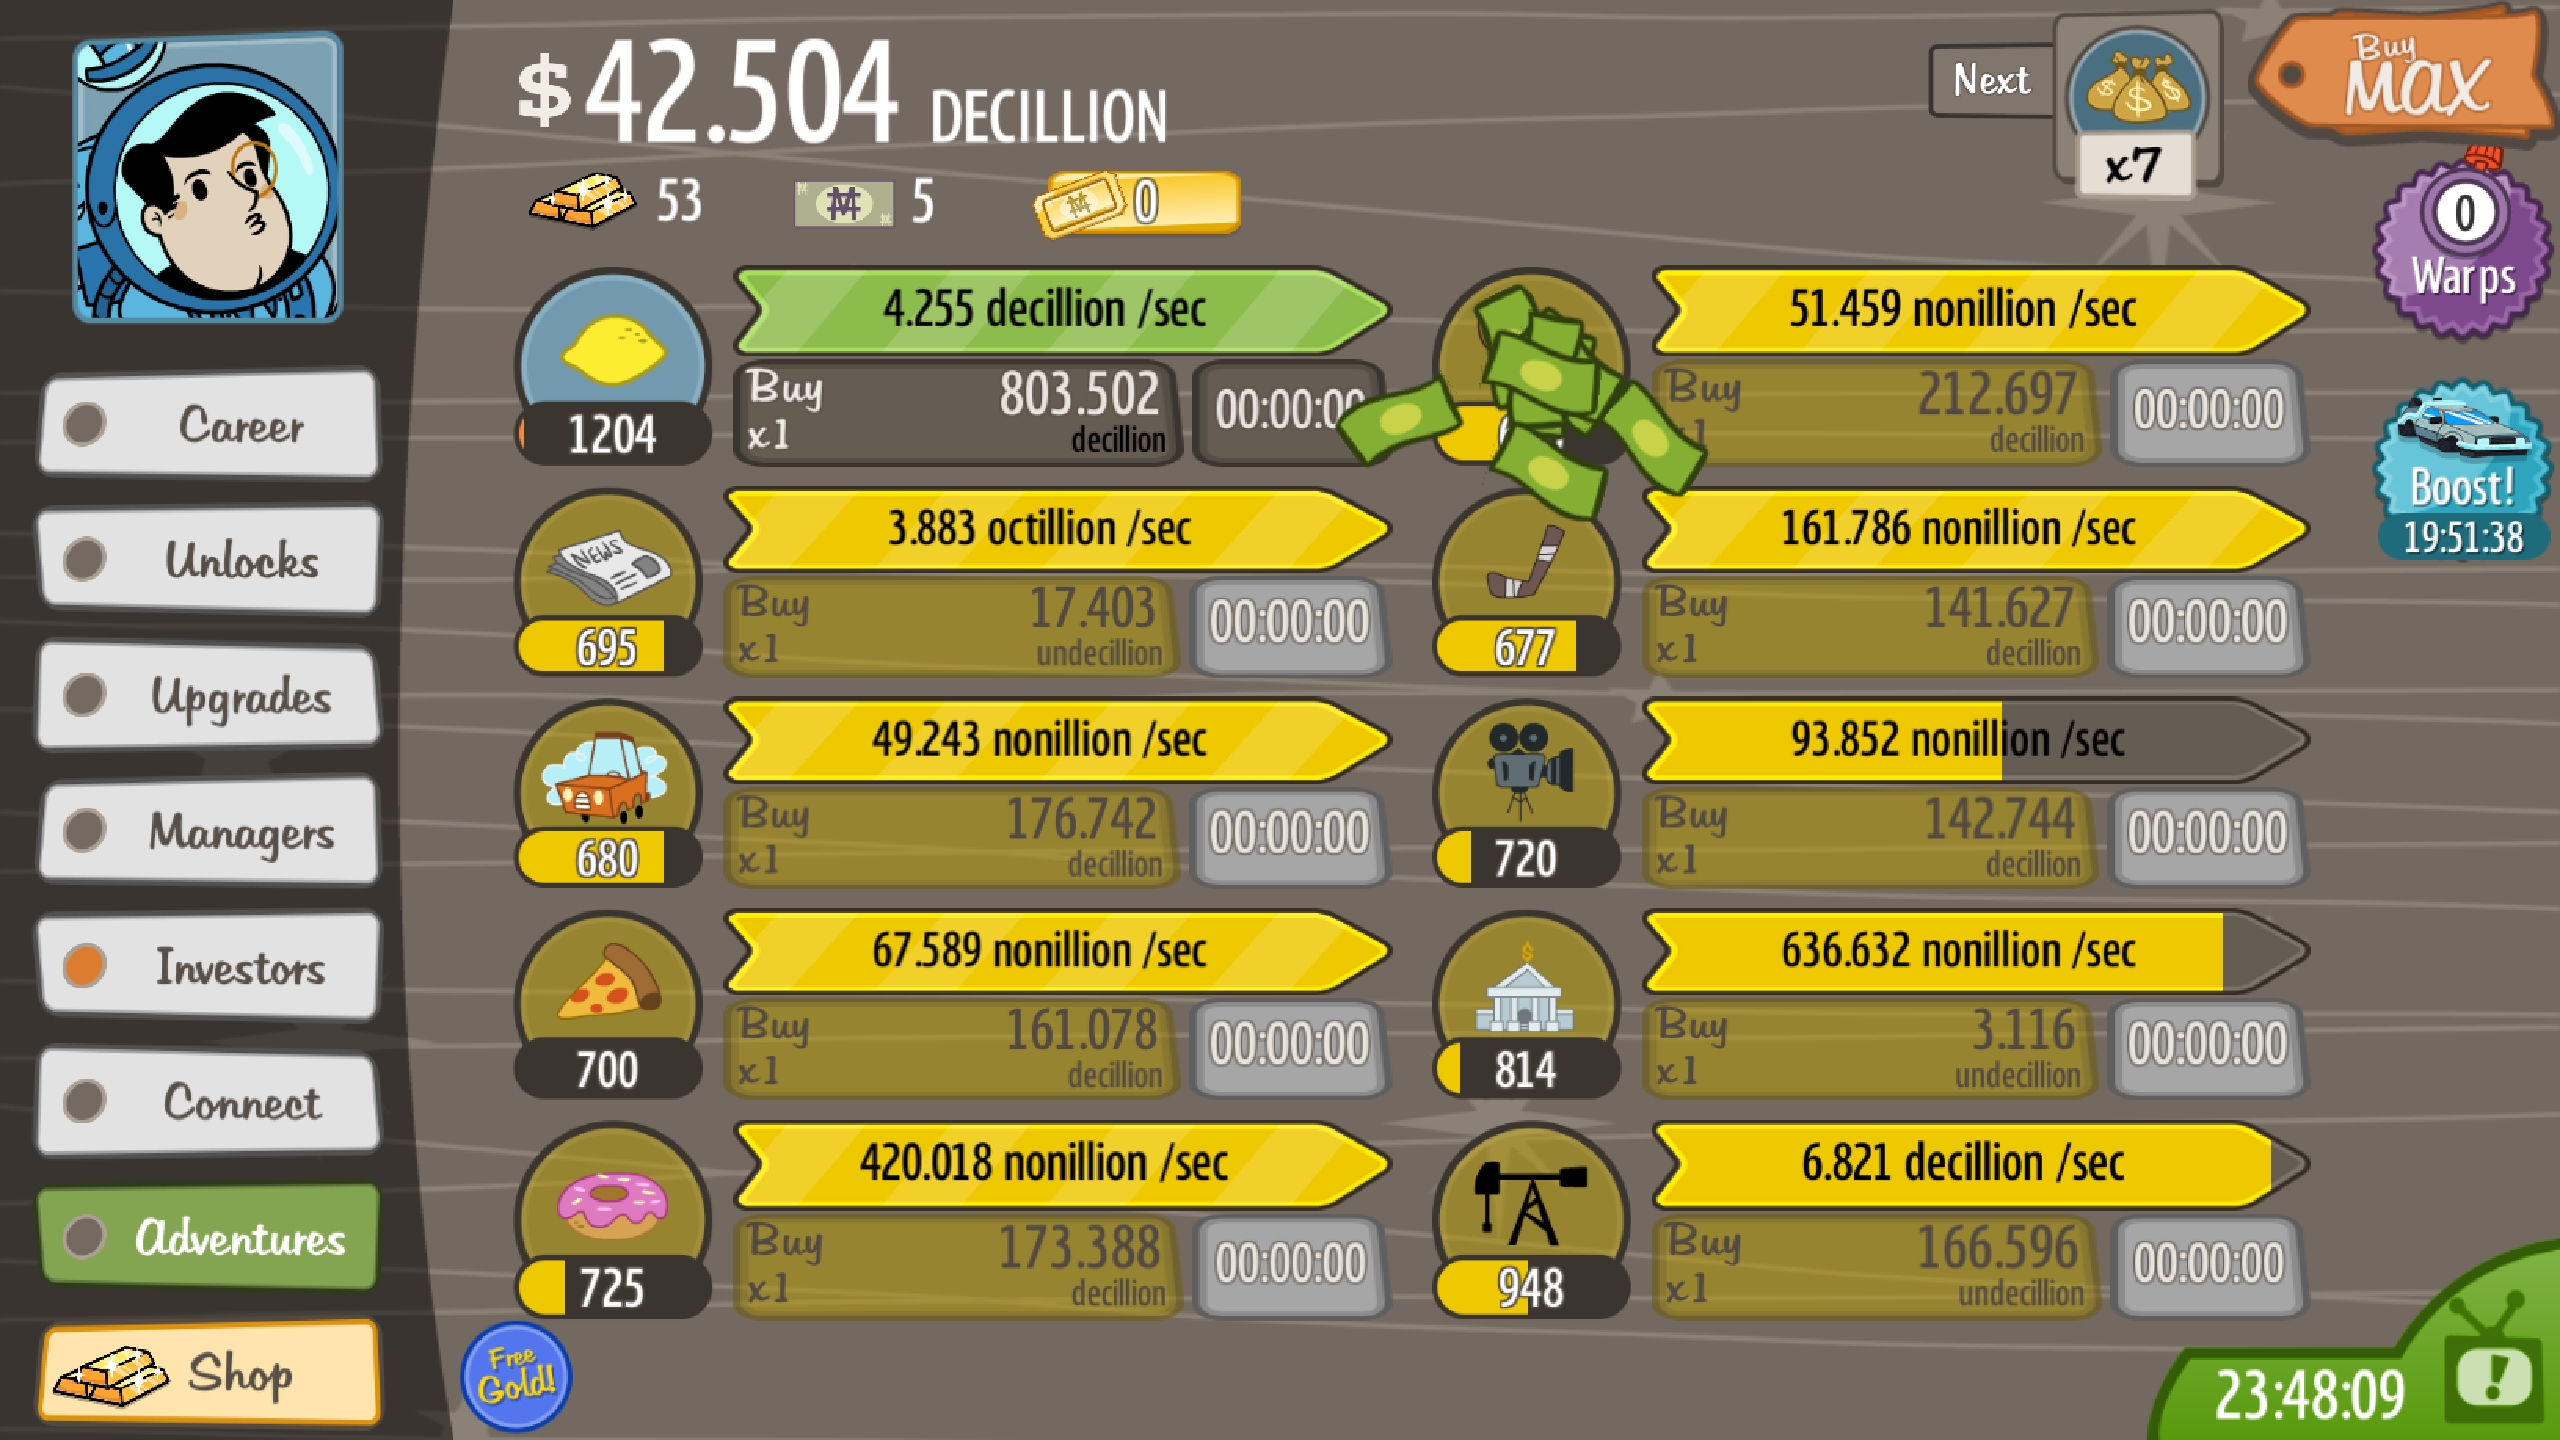 $42.504 DECILLION
Next
x7
Buy
MAX
53
5
0
0
Warps
Boost!
19:51:38
Career
Unlocks
Upgrades
Managers
Investors
Connect
Adventures
Shop
4.255 decillion /sec
1204
Buy
x1
803.502
decillion
00:00:00
51.459 nonillion /sec
Buy
212.697
decillion
00:00:00
NEWS
3.883 octillion /sec
695
Buy
x1
17.403
undecillion
00:00:00
161.786 nonillion /sec
677
Buy
x1
141.627
decillion
00:00:00
49.243 nonillion /sec
680
Buy
x1
176.742
decillion
00:00:00
93.852 nonillion /sec
720
Buy
x1
142.744
decillion
00:00:00
67.589 nonillion /sec
700
Buy
x1
161.078
decillion
00:00:00
636.632 nonillion /sec
814
Buy
x1
3.116
undecillion
00:00:00
420.018 nonillion /sec
725
Buy
x1
173.388
decillion
00:00:00
6.821 decillion /sec
948
Buy
x1
166.596
undecillion
00:00:00
Free
Gold!
23:48:09
!